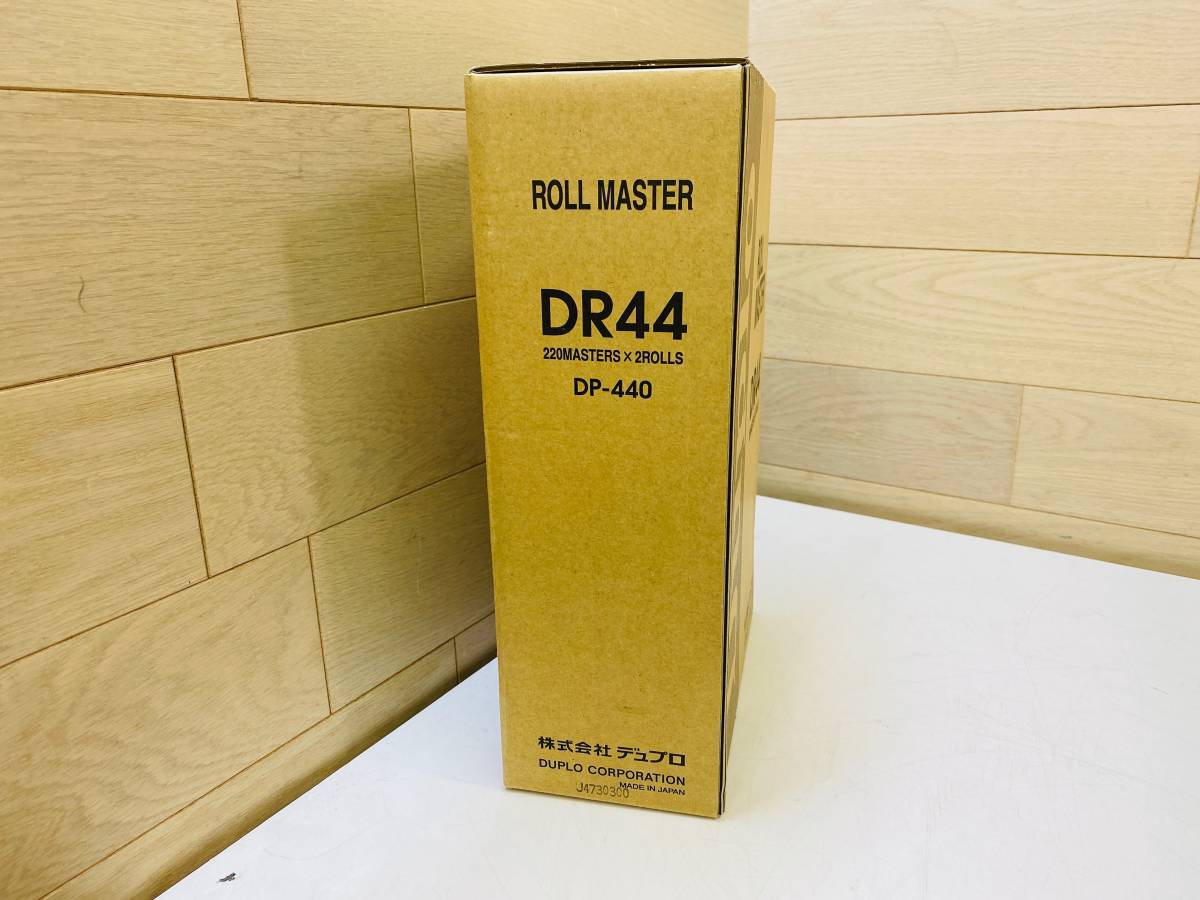 ROLL MASTER
DR44
220MASTERS×2ROLLS
DP-440
株式会社 デュプロ
DUPLO CORPORATION
MADE IN JAPAN
J47303C0